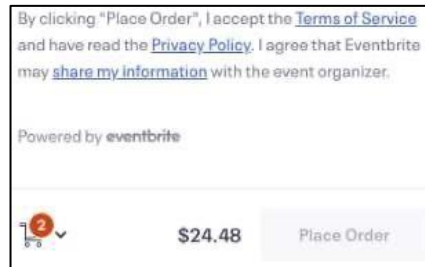 By clicking "Place Order", I accept the Terms of Service
and have read the Privacy Policy. I agree that Eventbrite
may share my information with the event organizer.
Powered by eventbrite
2
$24.48
Place Order